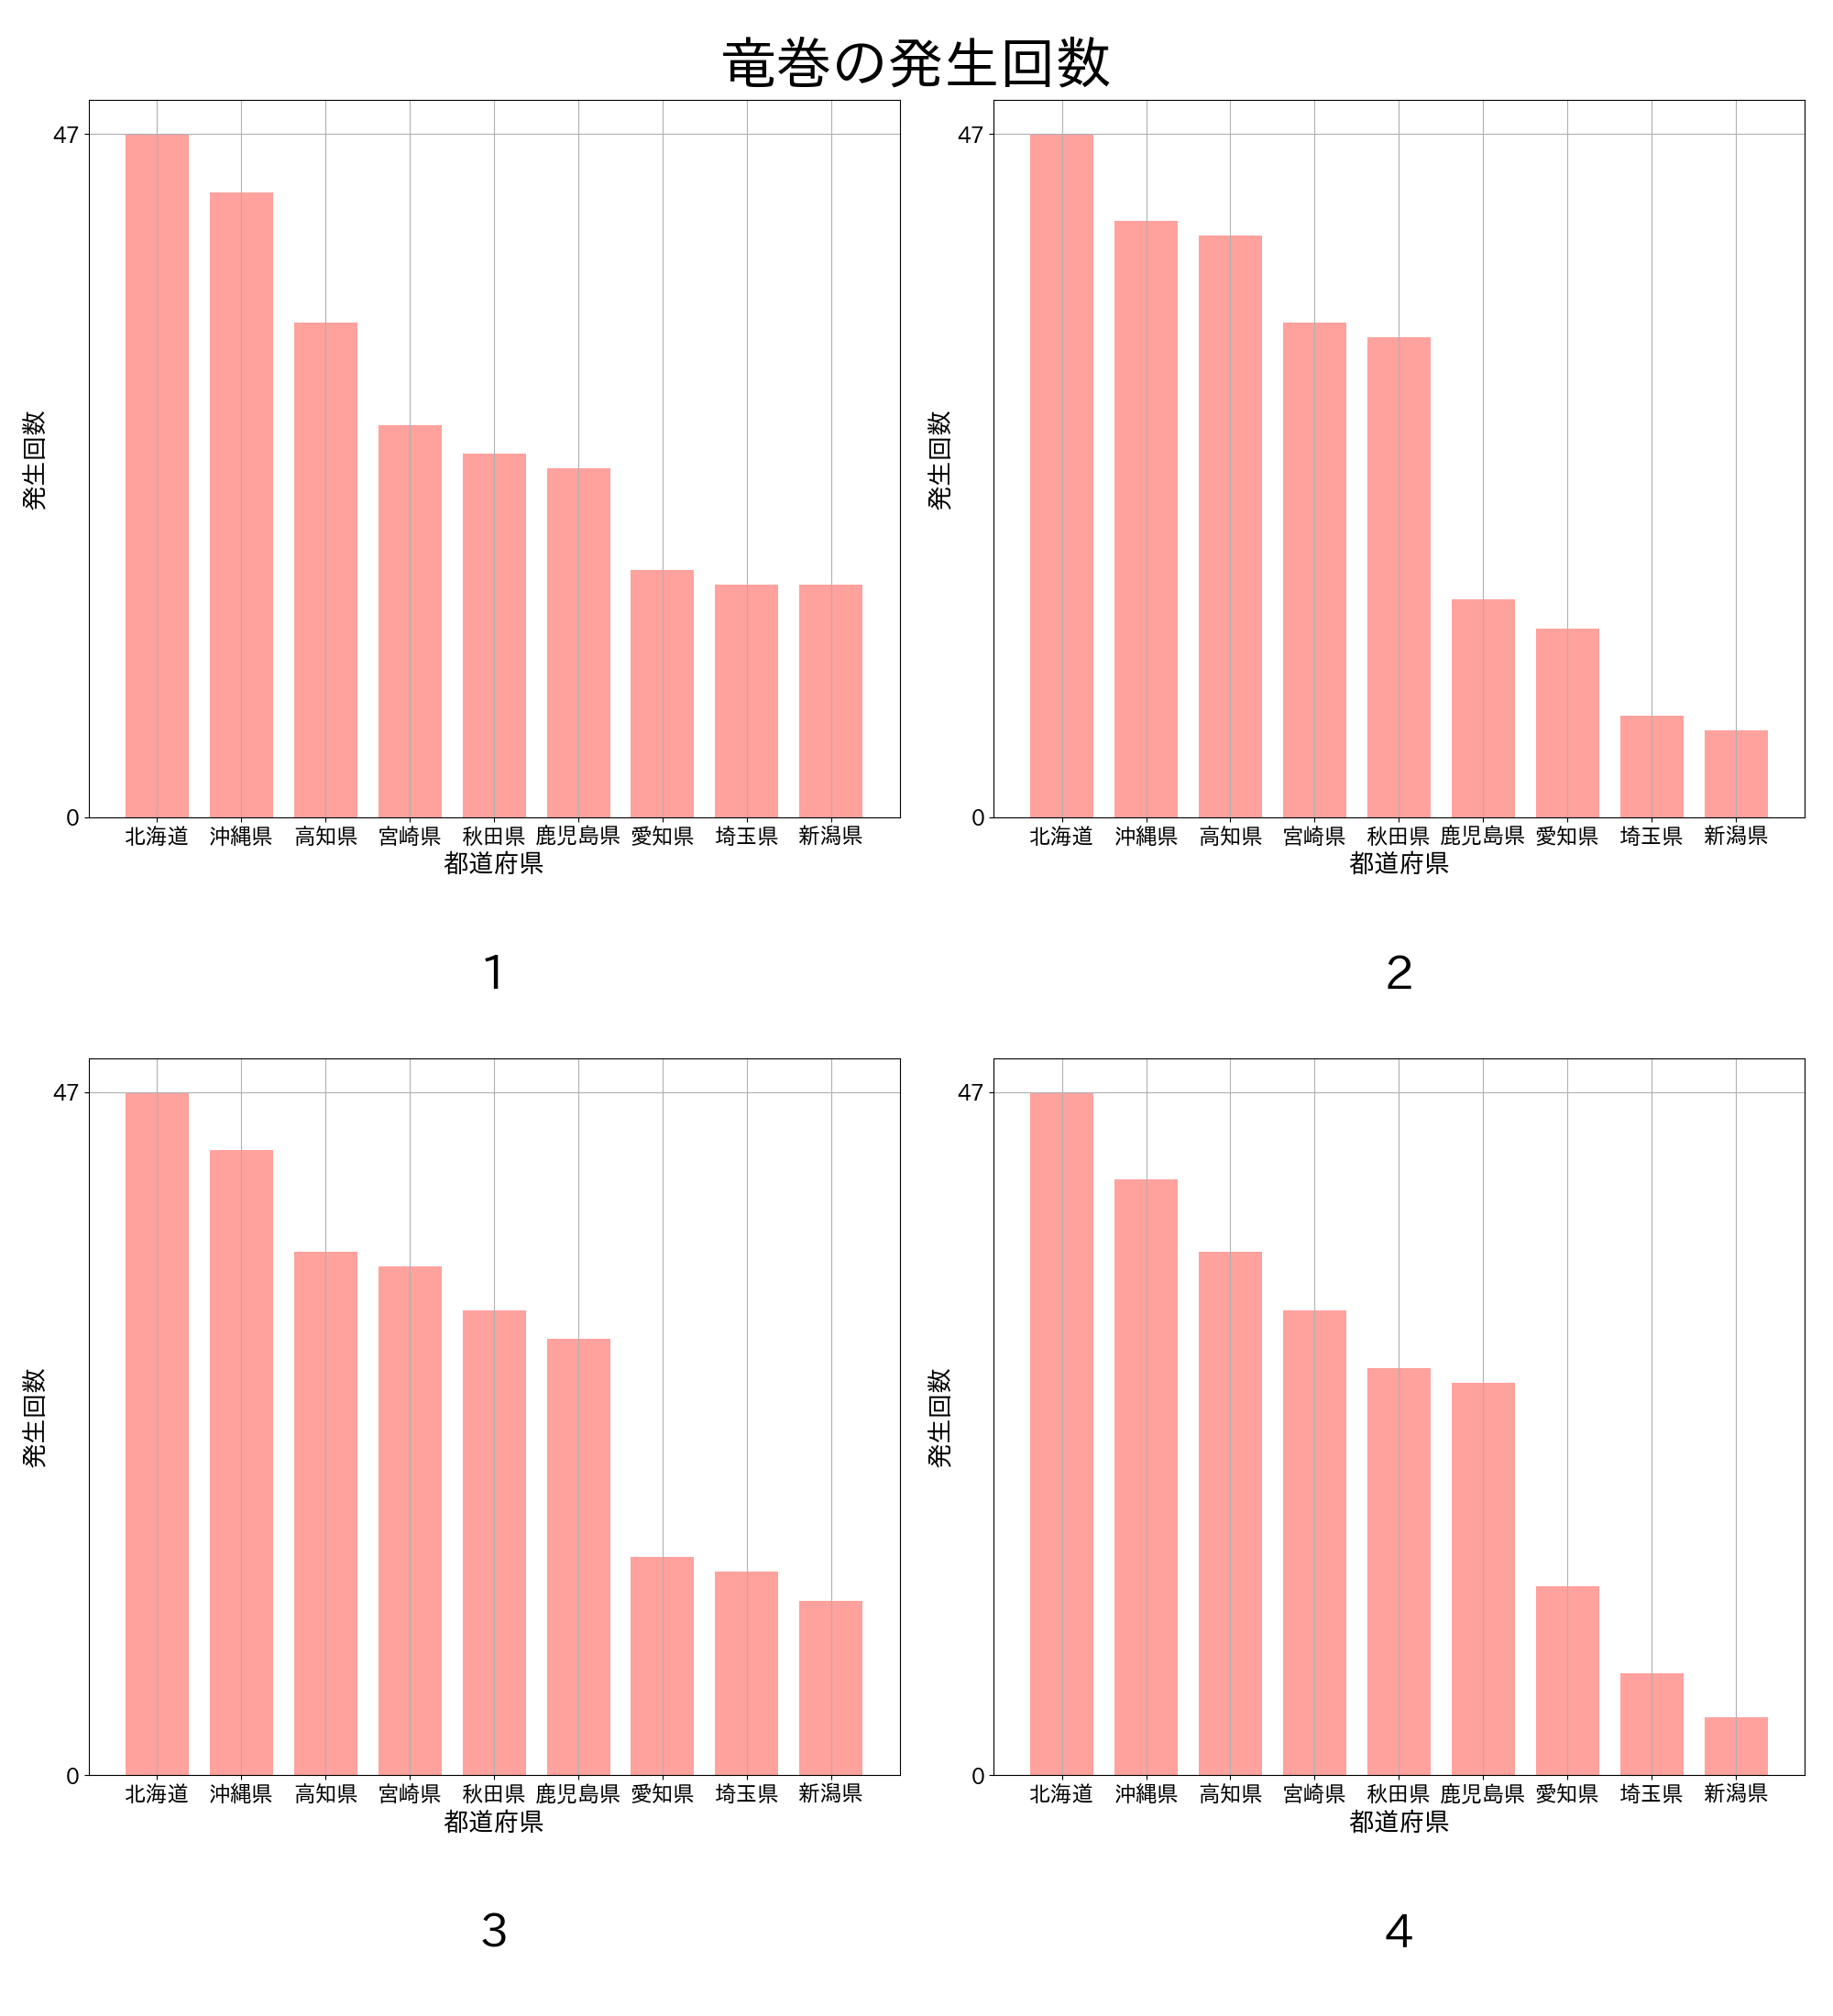 竜巻の発生回数
47
0
発生回数
北海道 沖縄県 高知県 宮崎県 秋田県 鹿児島県 愛知県 埼玉県 新潟県
都道府県
1
47
0
発生回数
北海道 沖縄県 高知県 宮崎県 秋田県 鹿児島県 愛知県 埼玉県 新潟県
都道府県
2
47
0
発生回数
北海道 沖縄県 高知県 宮崎県 秋田県 鹿児島県 愛知県 埼玉県 新潟県
都道府県
3
47
0
発生回数
北海道 沖縄県 高知県 宮崎県 秋田県 鹿児島県 愛知県 埼玉県 新潟県
都道府県
4